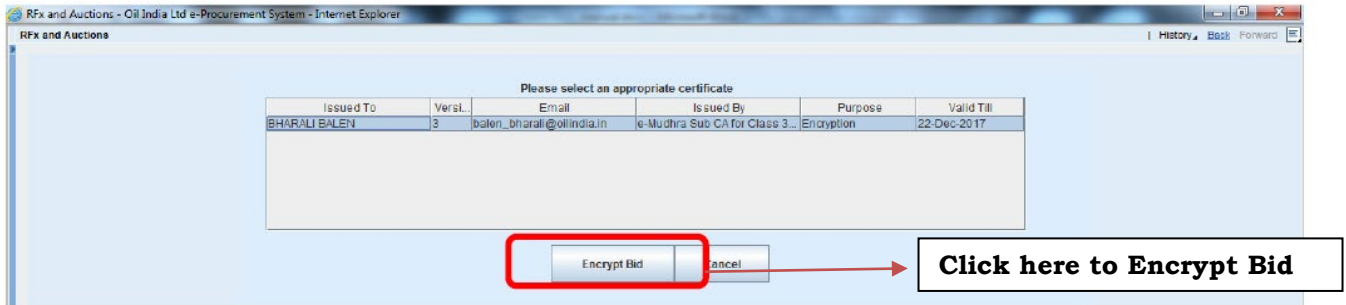 RFx and Auctions - Oil India Ltd e-Procurement System - Internet Explorer
RFx and Auctions | History Back Forward
Please select an appropriate certificate
Issued To Versi... Email Issued By Purpose Valid Till
BHARALI BALEN 3 balen_bharali@oilindia.in e-Mudhra Sub CA for Class 3... Encryption 22-Dec-2017
Encrypt Bid Cancel
Click here to Encrypt Bid